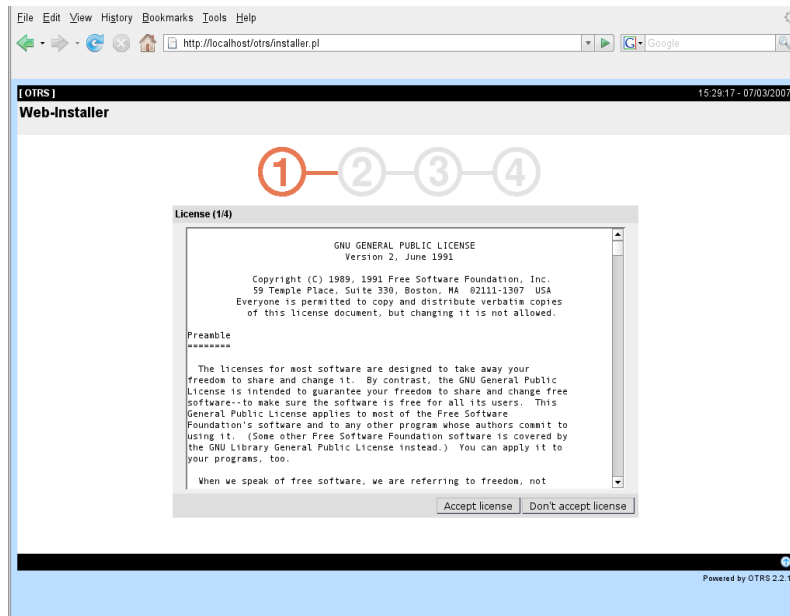 File Edit View History Bookmarks Tools Help
http://localhost/otrs/installer.pl
G Google
[ OTRS ] 15:29:17 - 07/03/2007
Web-Installer
1 2 3 4
License (1/4)
GNU GENERAL PUBLIC LICENSE
Version 2, June 1991
Copyright (C) 1989, 1991 Free Software Foundation, Inc.
59 Temple Place, Suite 330, Boston, MA 02111-1307 USA
Everyone is permitted to copy and distribute verbatim copies
of this license document, but changing it is not allowed.
Preamble
========
The licenses for most software are designed to take away your
freedom to share and change it. By contrast, the GNU General Public
License is intended to guarantee your freedom to share and change free
software--to make sure the software is free for all its users. This
General Public License applies to most of the Free Software
Foundation's software and to any other program whose authors commit to
using it. (Some other Free Software Foundation software is covered by
the GNU Library General Public License instead.) You can apply it to
your programs, too.
When we speak of free software, we are referring to freedom, not
Accept license Don't accept license
Powered by OTRS 2.2.1